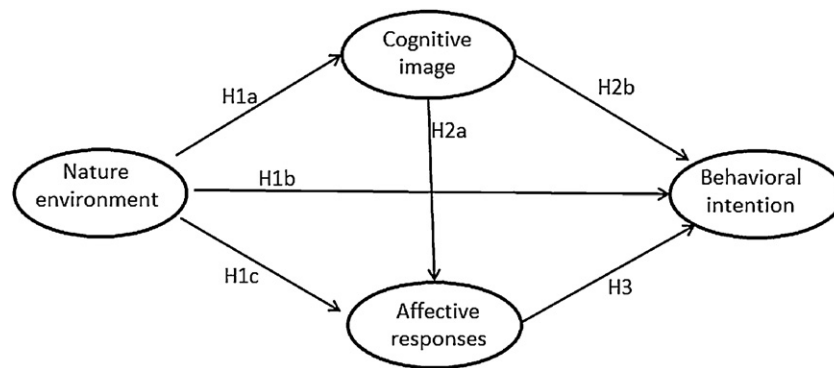 Cognitive
image
H1a
H2b
H2a
Nature
environment
H1b
Behavioral
intention
H1c
H3
Affective
responses